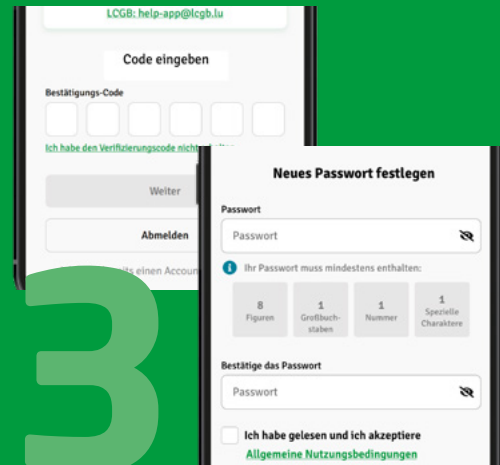 LCGB: help-app@lcgb.lu
Code eingeben
Bestätigungs-Code
Ich habe den Verifizierungscode nicht
Weiter
Abmelden
einen Accoun
3
Neues Passwort festlegen
Passwort
Passwort
Ihr Passwort muss mindestens enthalten:
8
Figuren
1
Großbuch-
staben
1
Nummer
1
Spezielle
Charaktere
Bestätige das Passwort
Passwort
Ich habe gelesen und ich akzeptiere
Allgemeine Nutzungsbedingungen